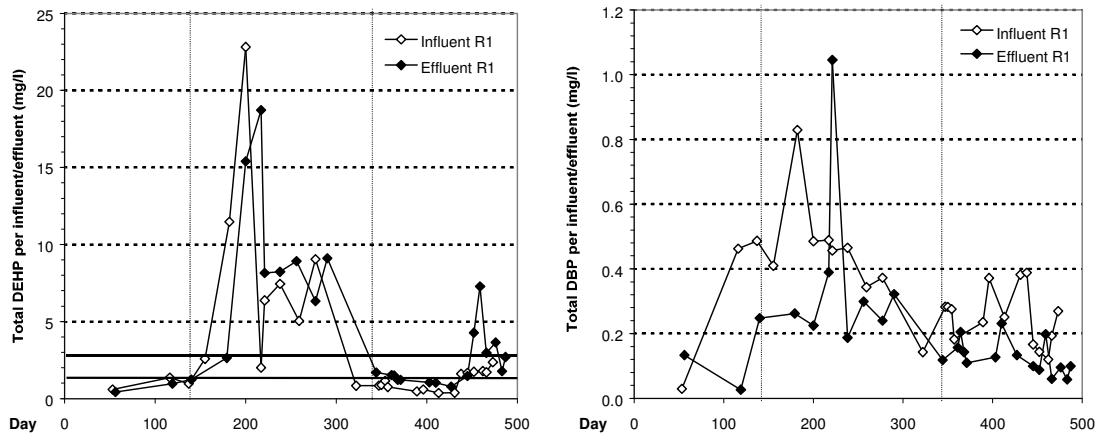 Total DEHP per influent/effluent (mg/l)
25
20
15
10
5
0
Influent R1
Effluent R1
Day
0 100 200 300 400 500
Total DBP per influent/effluent (mg/l)
1.2
1.0
0.8
0.6
0.4
0.2
0.0
Influent R1
Effluent R1
Day
0 100 200 300 400 500